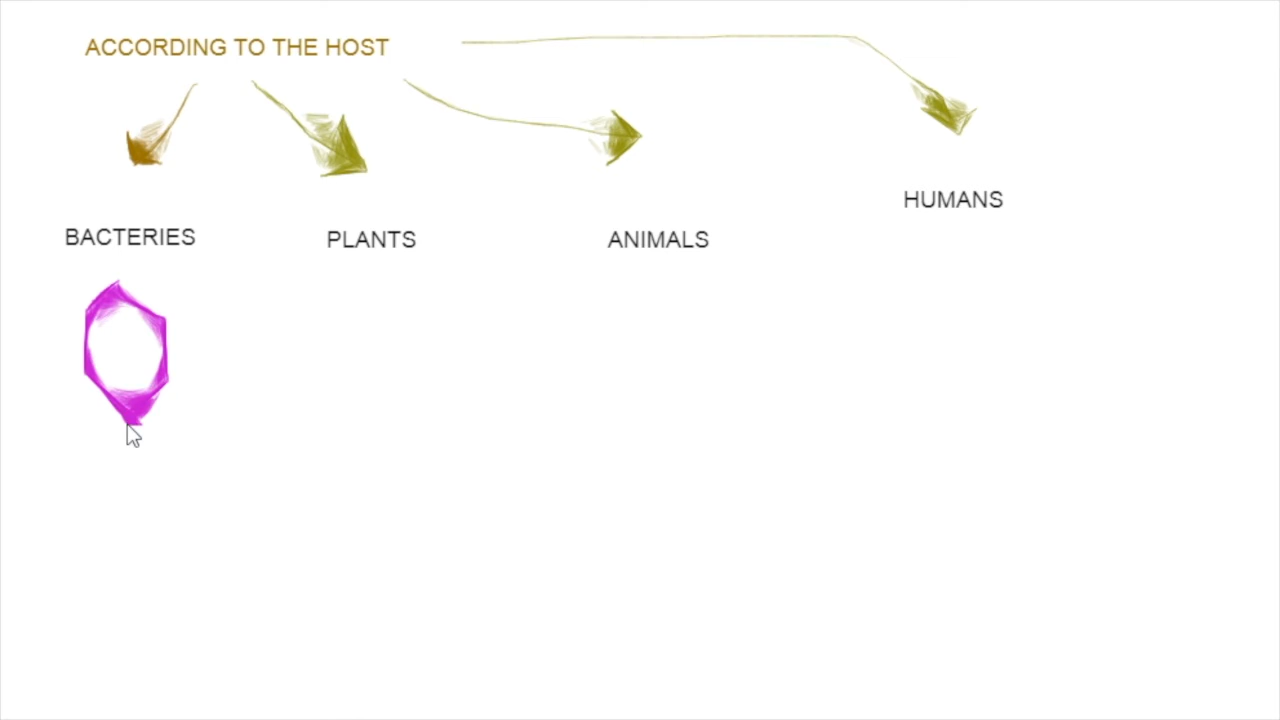 ACCORDING TO THE HOST
HUMANS
BACTERIES
PLANTS
ANIMALS